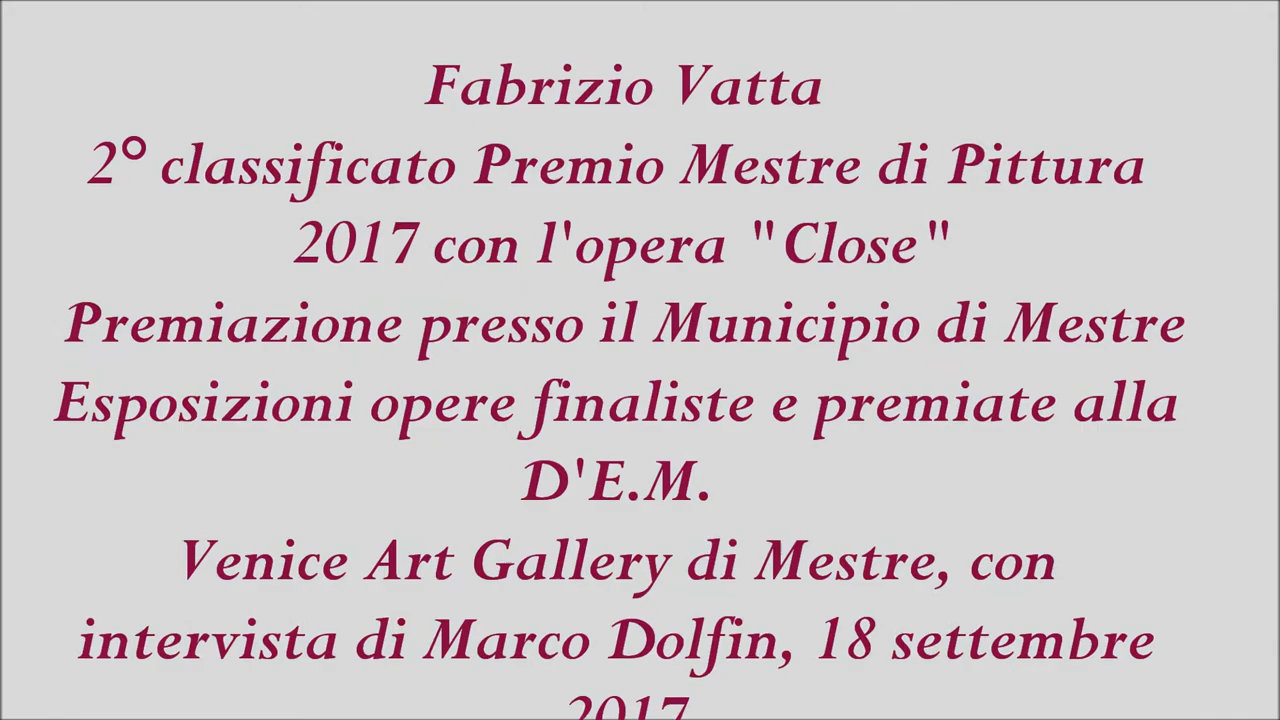 Fabrizio Vatta
2° classificato Premio Mestre di Pittura
2017 con l'opera "Close"
Premiazione presso il Municipio di Mestre
Esposizioni opere finaliste e premiate alla
D'E.M.
Venice Art Gallery di Mestre, con
intervista di Marco Dolfin, 18 settembre
2017